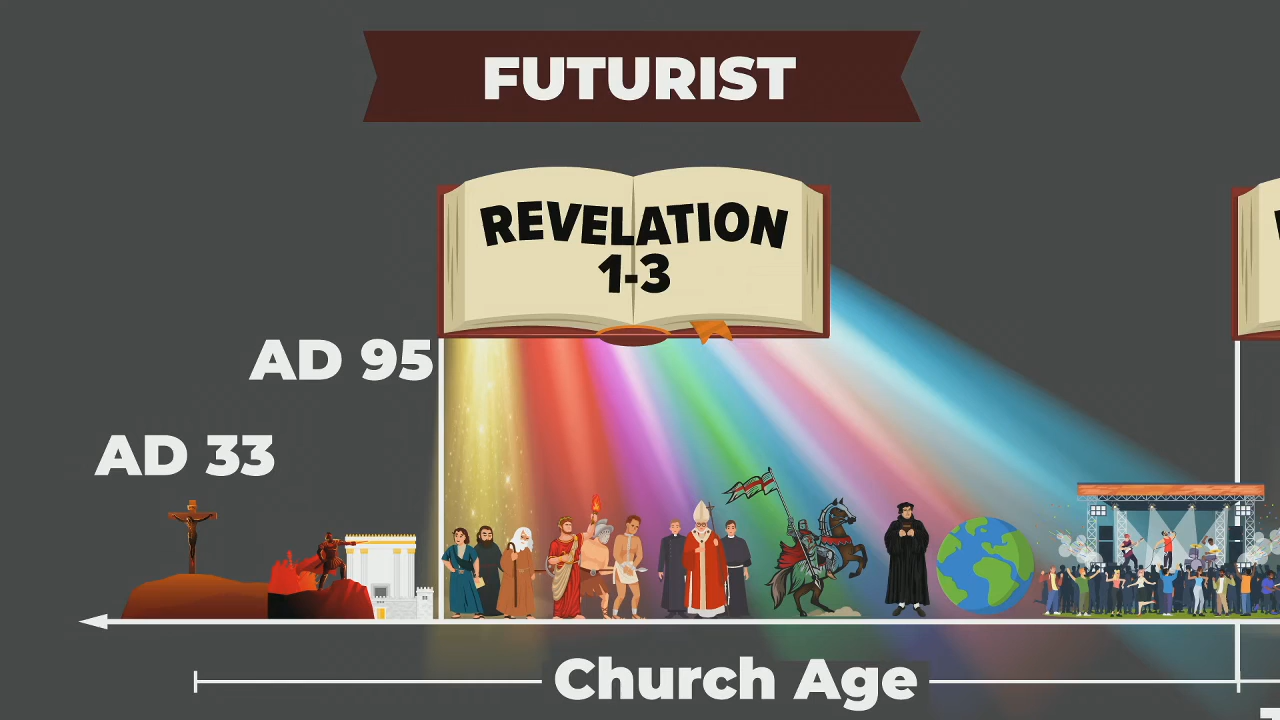 FUTURIST
REVELATION
1-3
AD 95
AD 33
Church Age